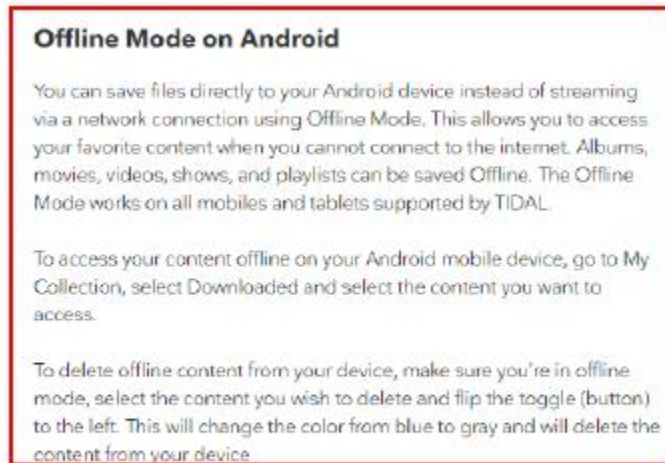 Offline Mode on Android
You can save files directly to your Android device instead of streaming
via a network connection using Offline Mode. This allows you to access
your favorite content when you cannot connect to the internet. Albums,
movies, videos, shows, and playlists can be saved Offline. The Offline
Mode works on all mobiles and tablets supported by TIDAL.
To access your content offline on your Android mobile device, go to My
Collection, select Downloaded and select the content you want to
access.
To delete offline content from your device, make sure you're in offline
mode, select the content you wish to delete and flip the toggle (button)
to the left. This will change the color from blue to gray and will delete the
content from your device